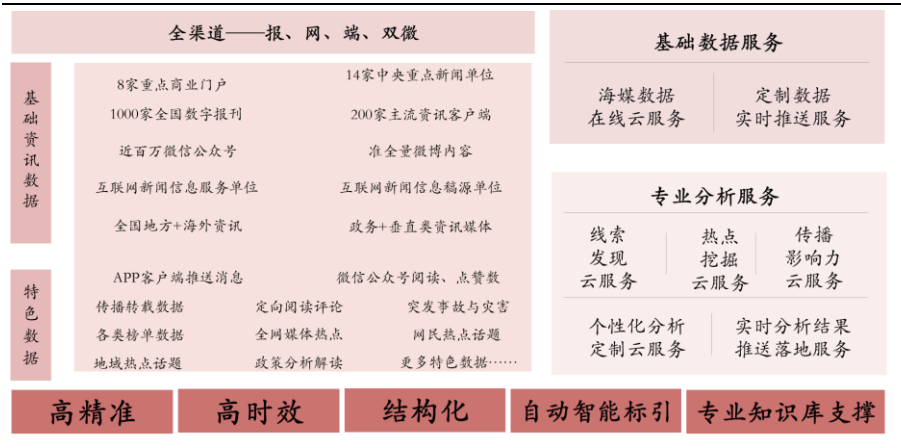 全渠道——报、网、端、双微
基础资讯数据
8家重点商业门户
14家中央重点新闻单位
1000家全国数字报刊
200家主流资讯客户端
近百万微信公众号
准全量微博内容
互联网新闻信息服务单位
互联网新闻信息稿源单位
全国地方+海外资讯
政务+垂直类资讯媒体
特色数据
APP客户端推送消息
微信公众号阅读、点赞数
传播转载数据
定向阅读评论
突发事故与灾害
各类榜单数据
全网媒体热点
网民热点话题
地域热点话题
政策分析解读
更多特色数据……
基础数据服务
海媒数据
在线云服务
定制数据
实时推送服务
专业分析服务
线索
发现
云服务
热点
挖掘
云服务
传播
影响力
云服务
个性化分析
定制云服务
实时分析结果
推送落地服务
高精准
高时效
结构化
自动智能标引
专业知识库支撑